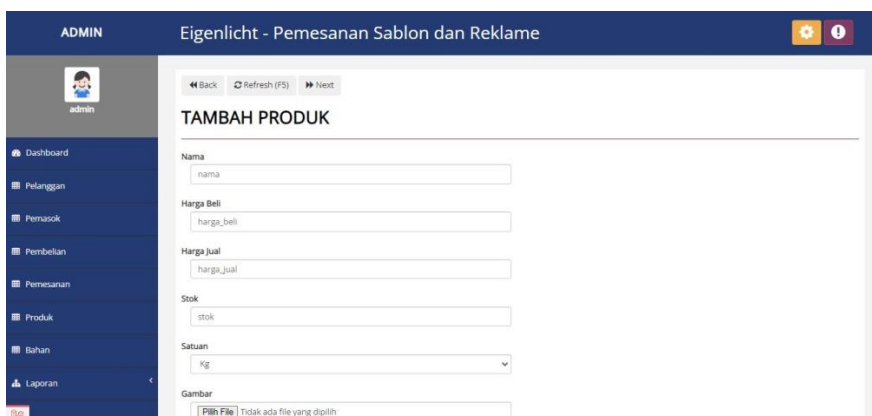 ADMIN
Eigenlicht - Pemesanan Sablon dan Reklame
admin
Dashboard
Pelanggan
Pemasok
Pembelian
Pemesanan
Produk
Bahan
Laporan
Back Refresh (F5) Next
TAMBAH PRODUK
Nama
nama
Harga Beli
harga_beli
Harga Jual
harga_jual
Stok
stok
Satuan
Kg
Gambar
Pilih File Tidak ada file yang dipilih